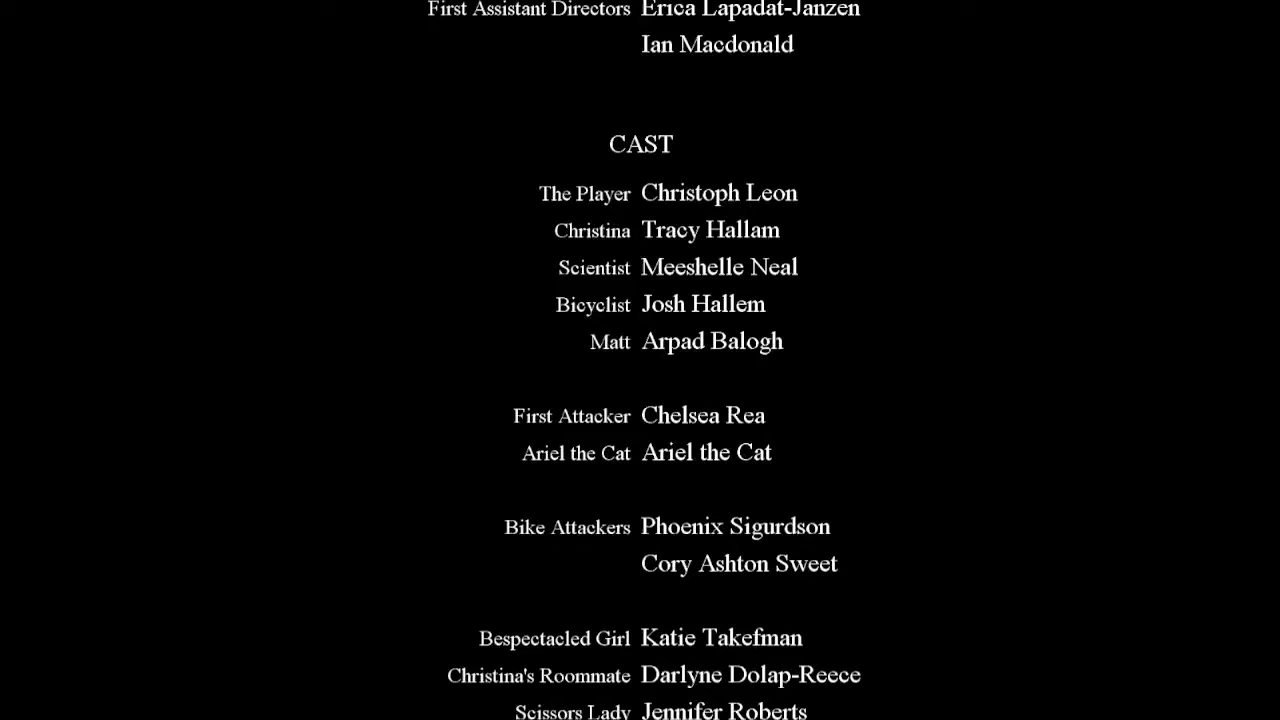 First Assistant Directors Erica Lapadat-Janzen
Ian Macdonald
CAST
The Player Christoph Leon
Christina Tracy Hallam
Scientist Meeshelle Neal
Bicyclist Josh Hallem
Matt Arpad Balogh
First Attacker Chelsea Rea
Ariel the Cat Ariel the Cat
Bike Attackers Phoenix Sigurdson
Cory Ashton Sweet
Bespectacled Girl Katie Takefman
Christina's Roommate Darlyne Dolap-Reece
Scissors Lady Jennifer Roberts